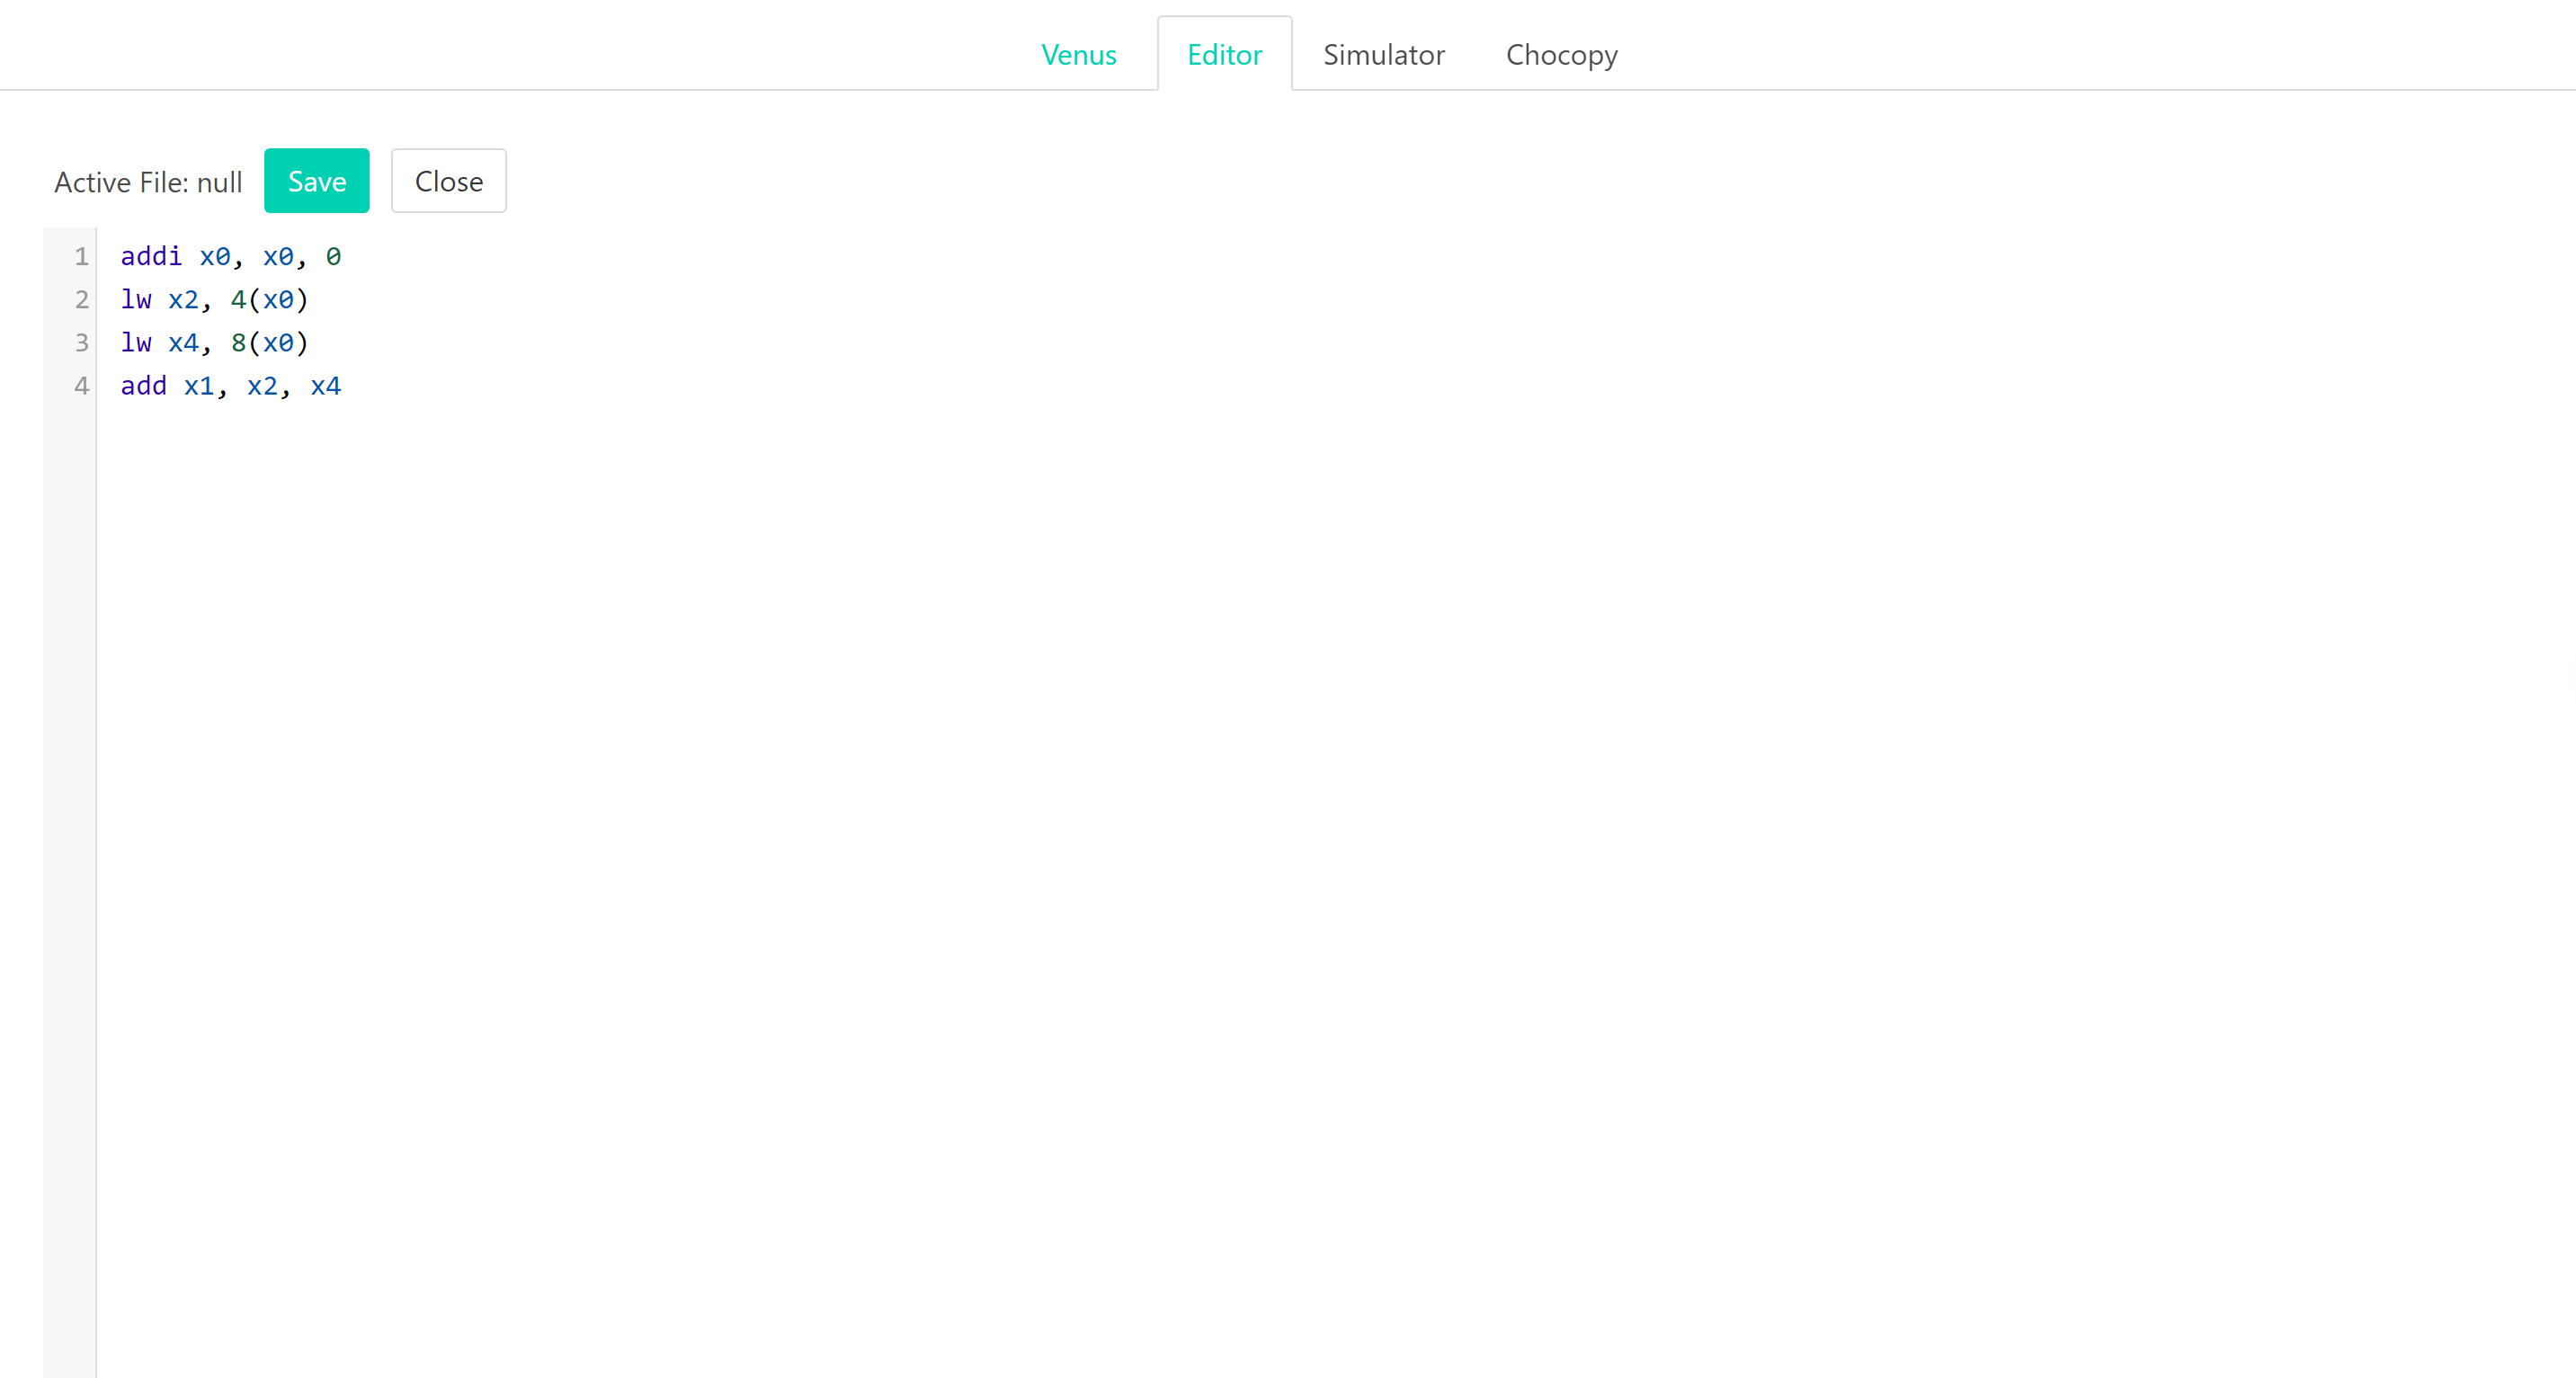 Venus Editor Simulator Chocopy
Active File: null Save Close
1 addi x0, x0, 0
2 lw x2, 4(x0)
3 lw x4, 8(x0)
4 add x1, x2, x4